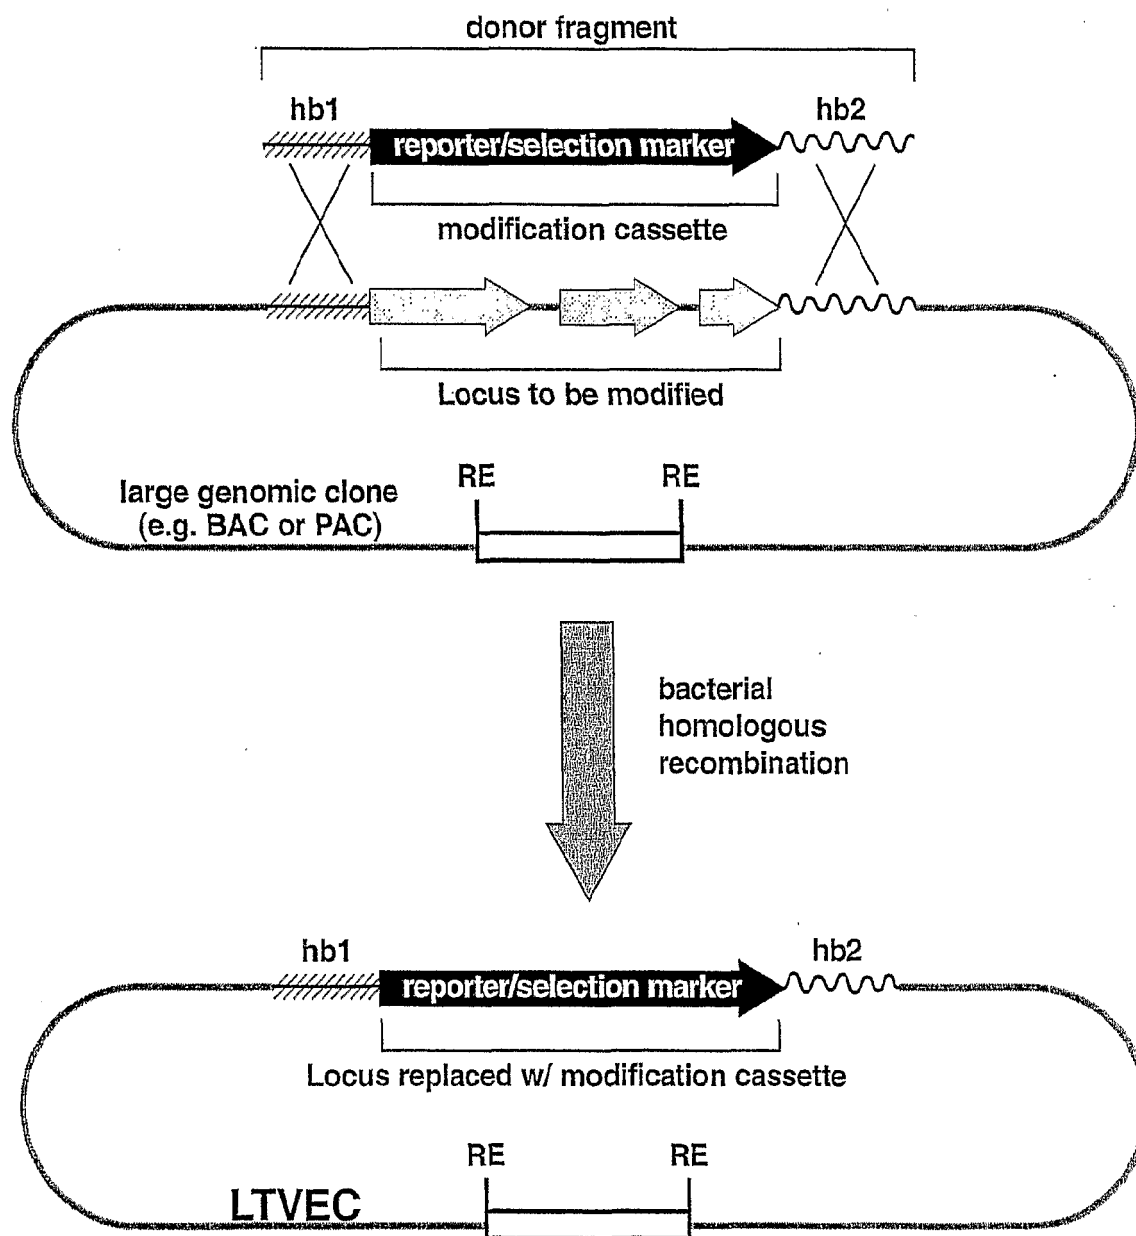 donor fragment
hb1
hb2
reporter/selection marker
modification cassette
Locus to be modified
RE
RE
large genomic clone
(e.g. BAC or PAC)
bacterial
homologous
recombination
hb1
hb2
reporter/selection marker
Locus replaced w/ modification cassette
RE
RE
LTVEC